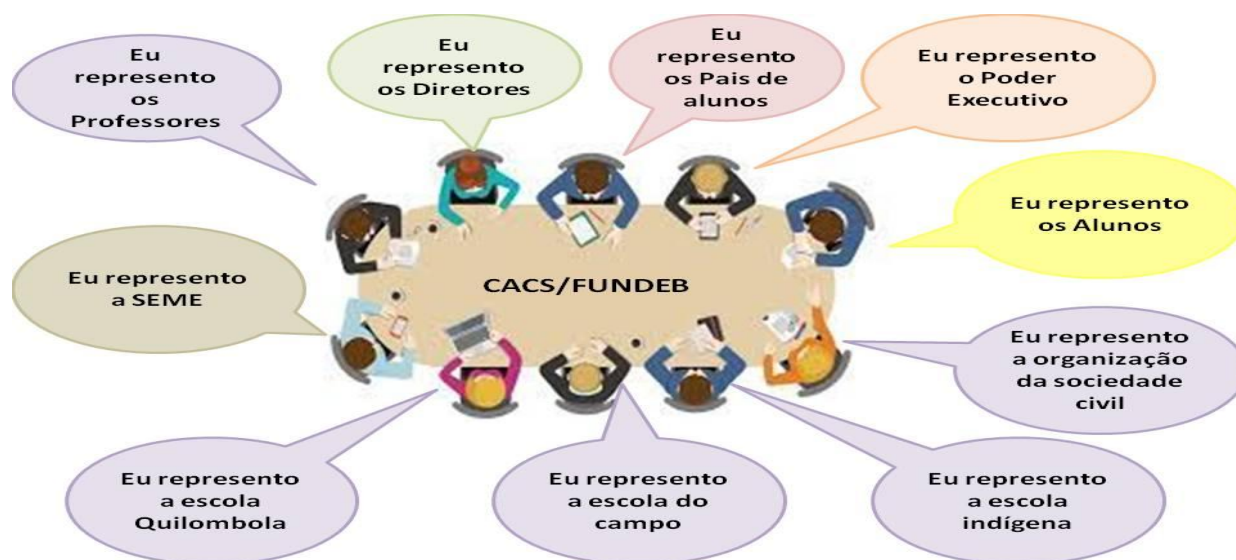 Eu
represento
os
Professores
Eu
represento
os Diretores
Eu
represento
os Pais de
alunos
Eu represento
o Poder
Executivo
Eu represento
os Alunos
Eu represento
a SEME
CACS/FUNDEB
Eu represento
a organização
da sociedade
civil
Eu represento
a escola
Quilombola
Eu represento
a escola do
campo
Eu represento
a escola
indígena